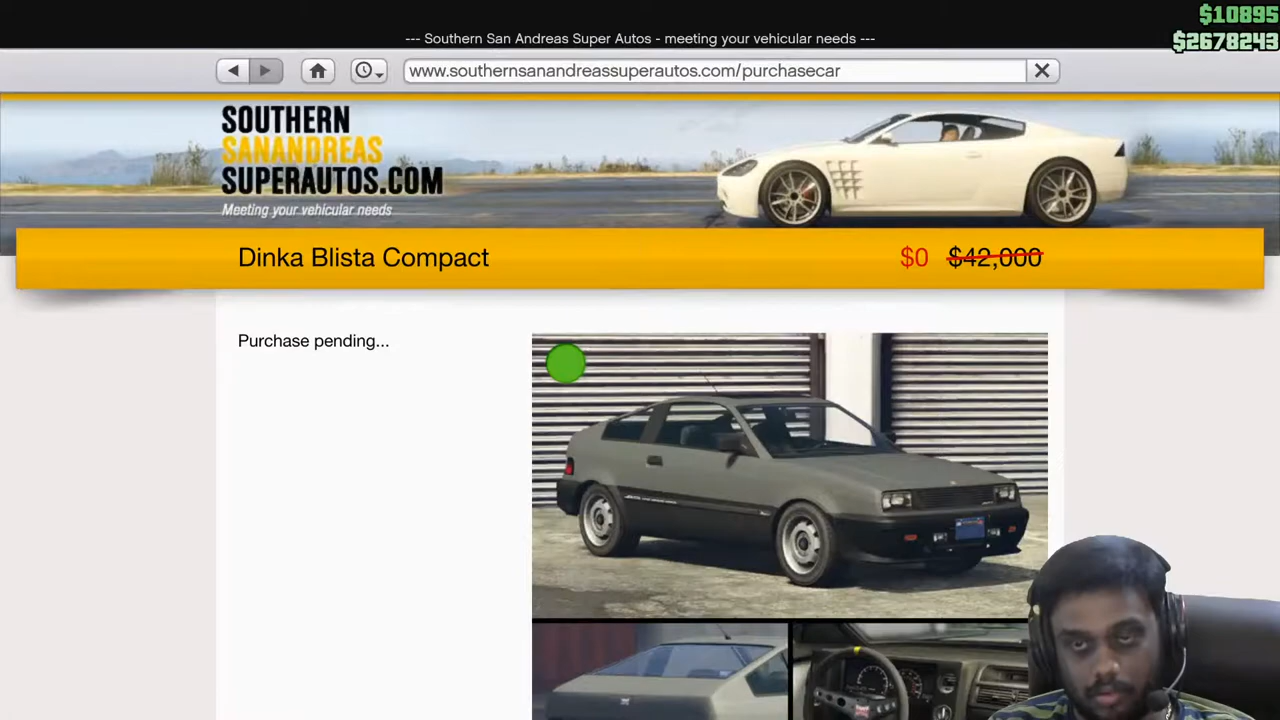 $10895
$2678243
--- Southern San Andreas Super Autos - meeting your vehicular needs ---
www.southernsanandreassuperautos.com/purchasecar
SOUTHERN
SANANDREAS
SUPERAUTOS.COM
Meeting your vehicular needs
Dinka Blista Compact $0 $42,000
Purchase pending...